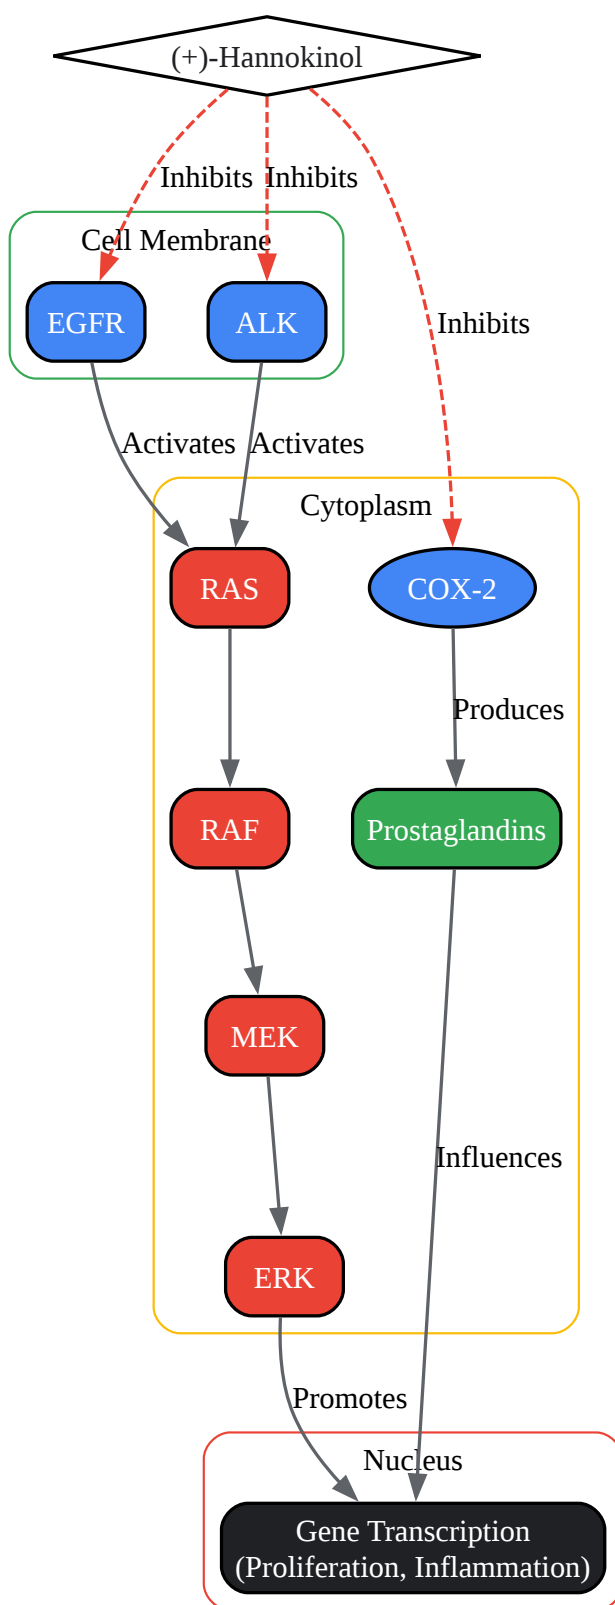 (+)-Hannokinol
Inhibits
Inhibits
Cell Membrane
EGFR
ALK
Inhibits
Activates
Activates
Cytoplasm
RAS
COX-2
Produces
RAF
Prostaglandins
MEK
Influences
ERK
Promotes
Nucleus
Gene Transcription
(Proliferation, Inflammation)